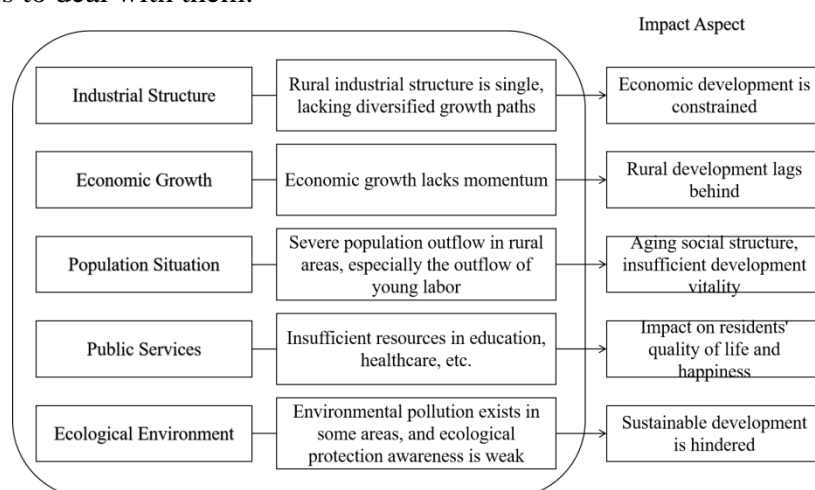 s to deal with them.
Impact Aspect
Industrial Structure
Rural industrial structure is single,
lacking diversified growth paths
Economic development is
constrained
Economic Growth
Economic growth lacks momentum
Rural development lags
behind
Population Situation
Severe population outflow in rural
areas, especially the outflow of
young labor
Aging social structure,
insufficient development
vitality
Public Services
Insufficient resources in education,
healthcare, etc.
Impact on residents'
quality of life and
happiness
Ecological Environment
Environmental pollution exists in
some areas, and ecological
protection awareness is weak
Sustainable development
is hindered